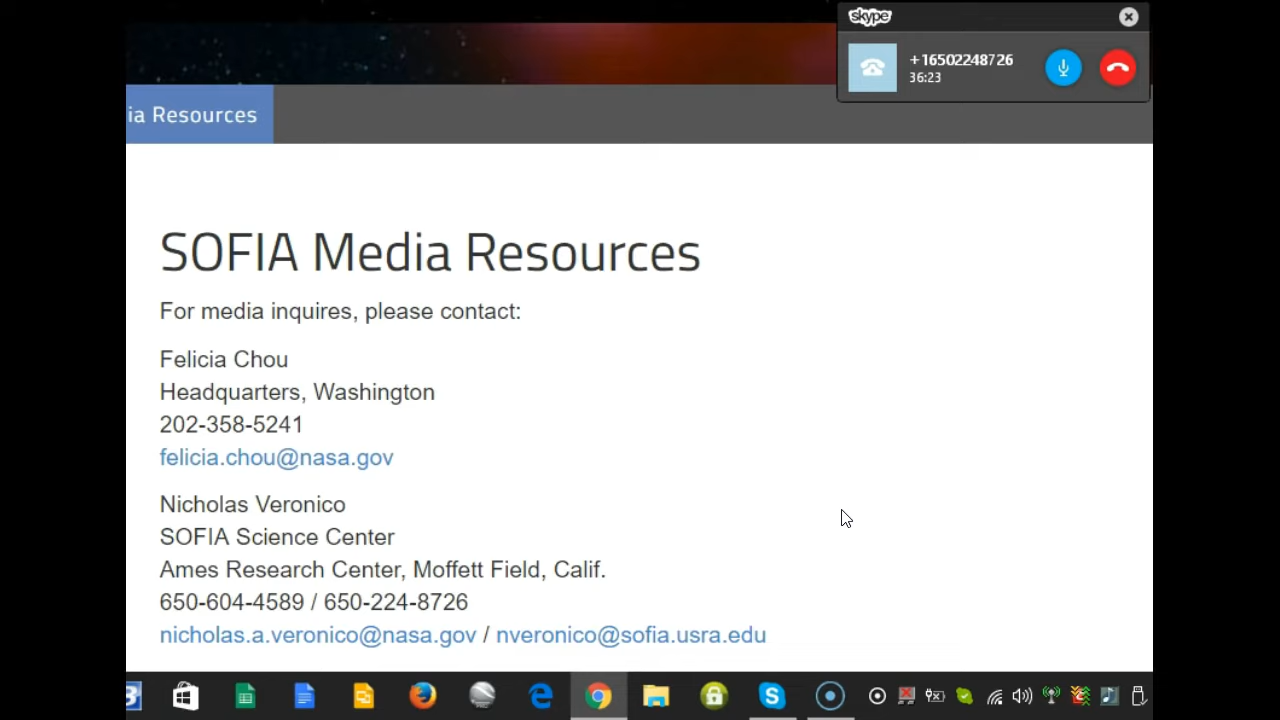 skype
+16502248726
36:23
ia Resources
SOFIA Media Resources
For media inquires, please contact:
Felicia Chou
Headquarters, Washington
202-358-5241
felicia.chou@nasa.gov
Nicholas Veronico
SOFIA Science Center
Ames Research Center, Moffett Field, Calif.
650-604-4589 / 650-224-8726
nicholas.a.veronico@nasa.gov / nveronico@sofia.usra.edu